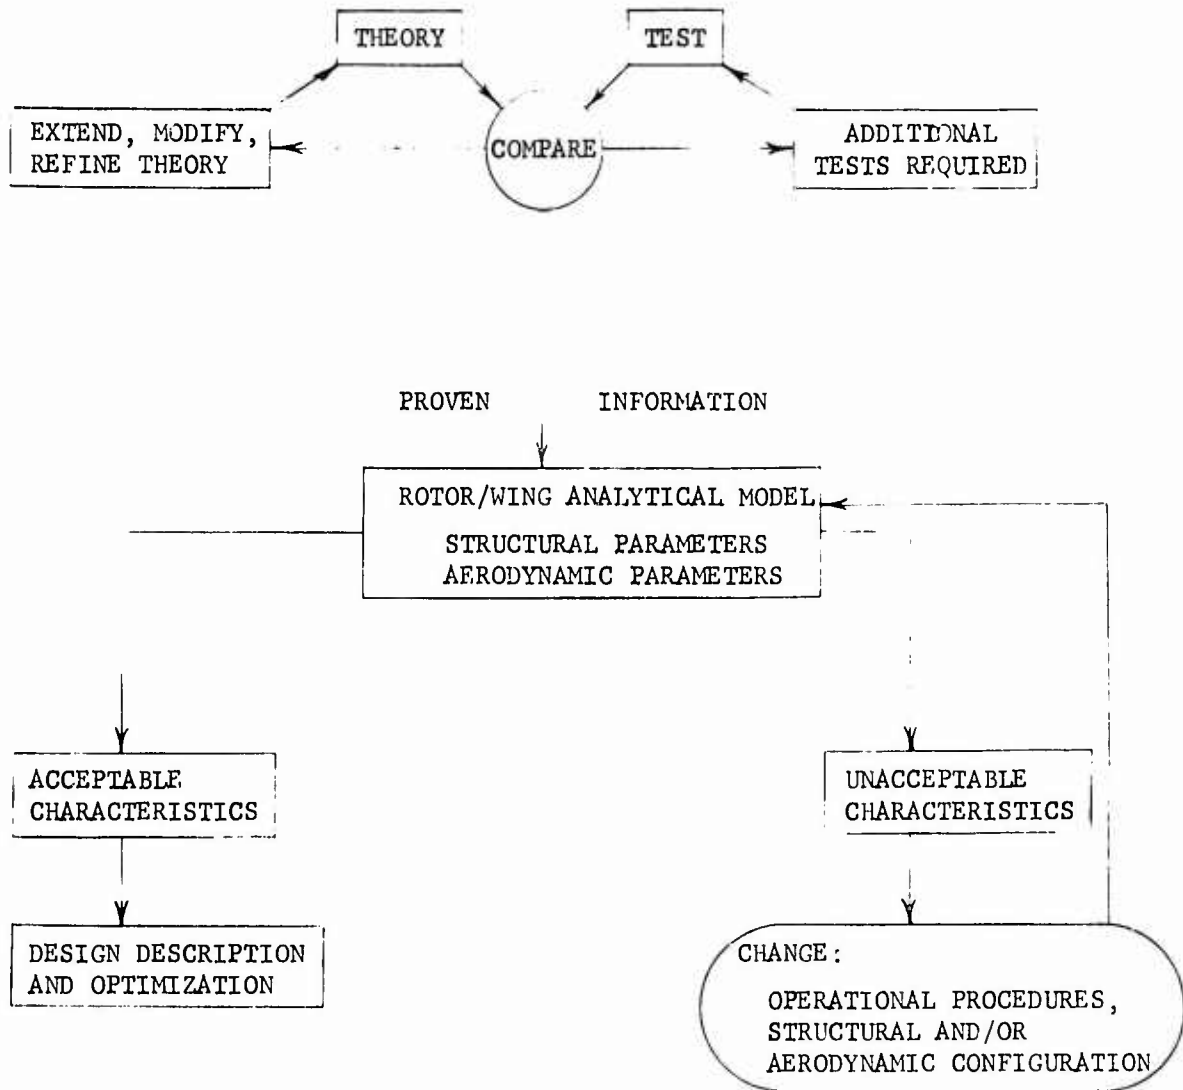 THEORY
TEST
EXTEND, MODIFY,
REFINE THEORY
COMPARE
ADDITIONAL
TESTS REQUIRED
PROVEN INFORMATION
ROTOR/WING ANALYTICAL MODEL
STRUCTURAL PARAMETERS
AERODYNAMIC PARAMETERS
ACCEPTABLE
CHARACTERISTICS
UNACCEPTABLE
CHARACTERISTICS
DESIGN DESCRIPTION
AND OPTIMIZATION
CHANGE:
OPERATIONAL PROCEDURES,
STRUCTURAL AND/OR
AERODYNAMIC CONFIGURATION